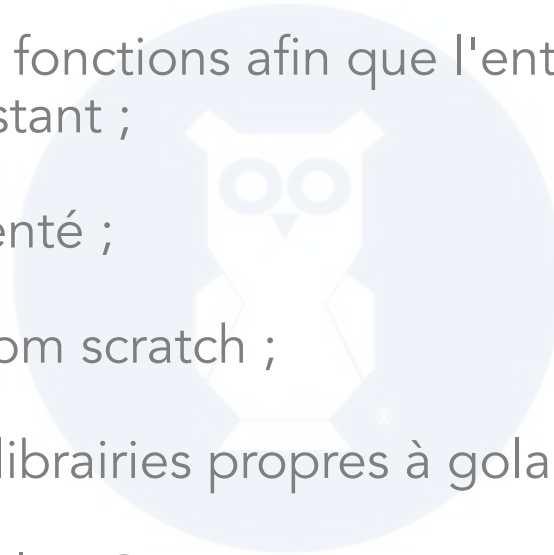 fonctions afin que l'ent
stant ;
enté ;
om scratch ;
librairies propres à gola